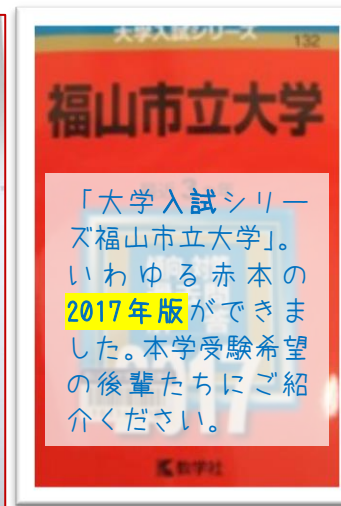 大学入試シリーズ
132
福山市立大学
「大学入試シリー
ズ福山市立大学」。
いわゆる赤本の
2017年版ができま
した。本学受験希望
の後輩たちにご紹
介ください。
2017
教学社